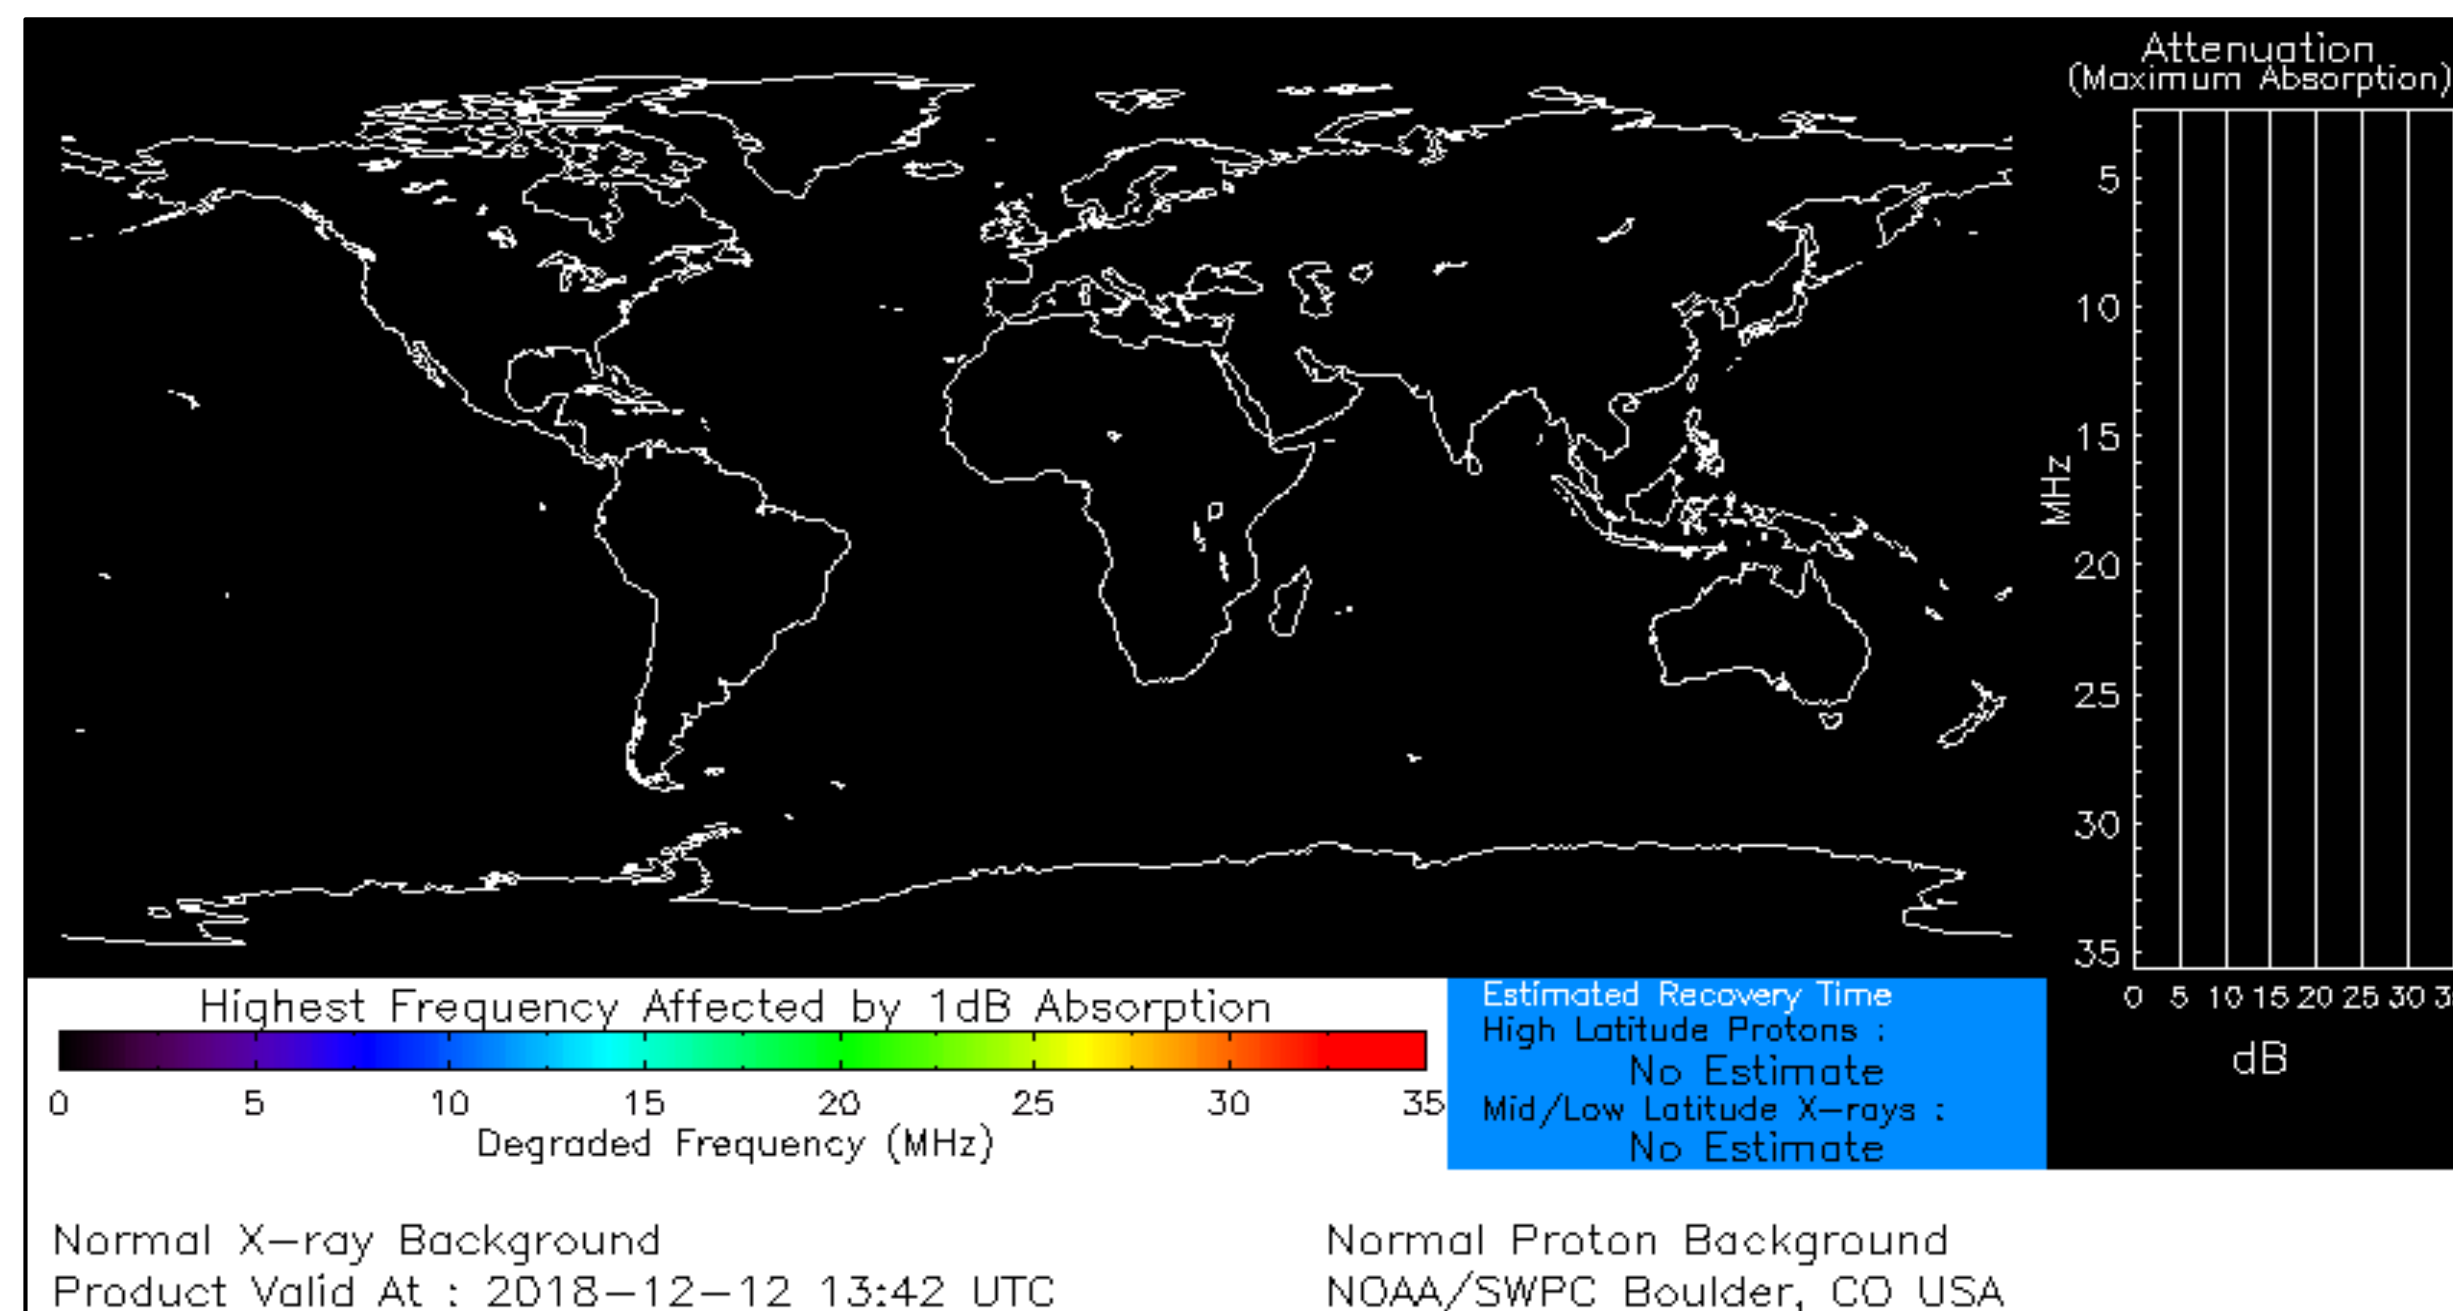 Attenuation
(Maximum Absorption)
5
10
15
20
25
30
35
MHz
0 5 10 15 20 25 30
dB
Highest Frequency Affected by 1dB Absorption
0 5 10 15 20 25 30 35
Degraded Frequency (MHz)
Estimated Recovery Time
High Latitude Protons :
No Estimate
Mid/Low Latitude X-rays :
No Estimate
Normal X-ray Background
Normal Proton Background
Product Valid At : 2018-12-12 13:42 UTC
NOAA/SWPC Boulder, CO USA